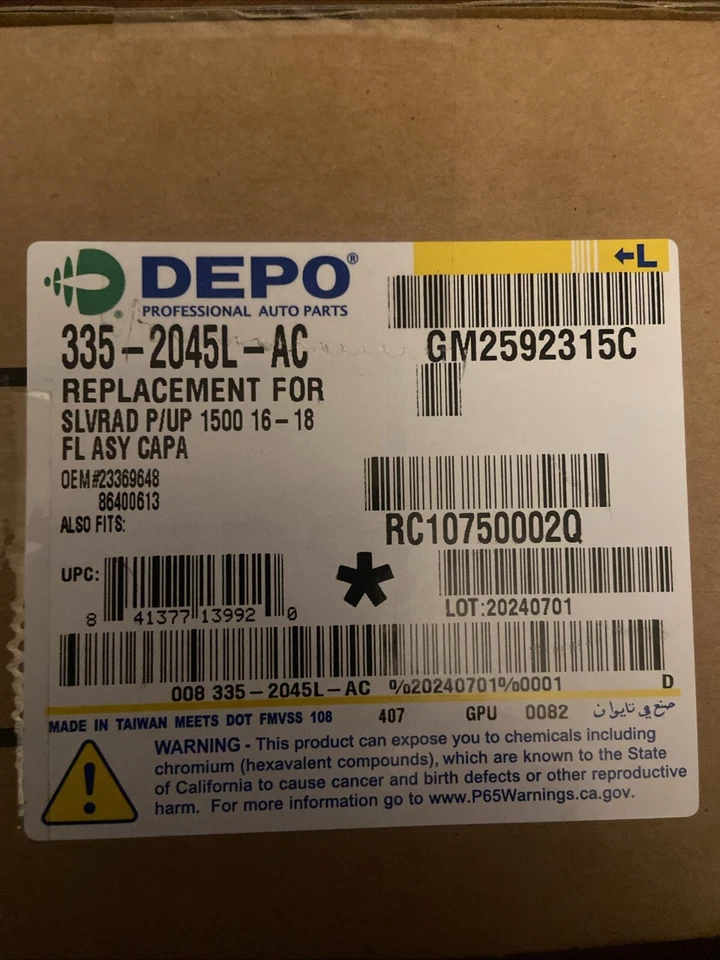 DEPO®
PROFESSIONAL AUTO PARTS
←L
335-2045L-AC
GM2592315C
REPLACEMENT FOR
SLVRAD P/UP 1500 16-18
FL ASY CAPA
OEM#23369648
86400613
ALSO FITS:
RC10750002Q
UPC:
8 41377 13992 0
LOT:20240701
008 335-2045L-AC %20240701%0001 D
MADE IN TAIWAN MEETS DOT FMVSS 108 407 GPU 0082 صنع في تايوان
WARNING - This product can expose you to chemicals including
chromium (hexavalent compounds), which are known to the State
of California to cause cancer and birth defects or other reproductive
harm. For more information go to www.P65Warnings.ca.gov.